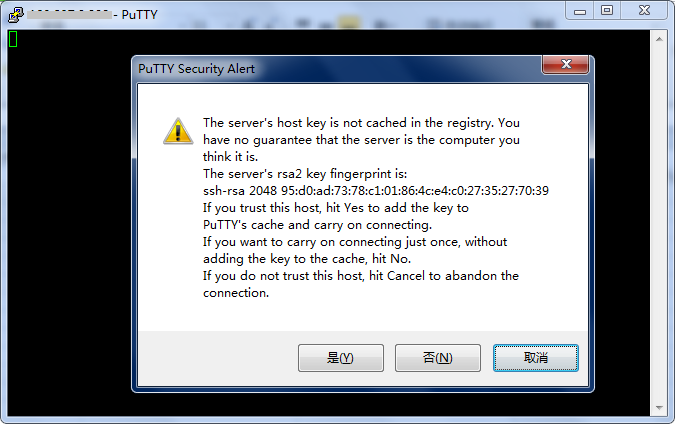 - PuTTY
PuTTY Security Alert
The server's host key is not cached in the registry. You
have no guarantee that the server is the computer you
think it is.
The server's rsa2 key fingerprint is:
ssh-rsa 2048 95:d0:ad:73:78:c1:01:86:4c:e4:c0:27:35:27:70:39
If you trust this host, hit Yes to add the key to
PuTTY's cache and carry on connecting.
If you want to carry on connecting just once, without
adding the key to the cache, hit No.
If you do not trust this host, hit Cancel to abandon the
connection.
是(Y)
否(N)
取消